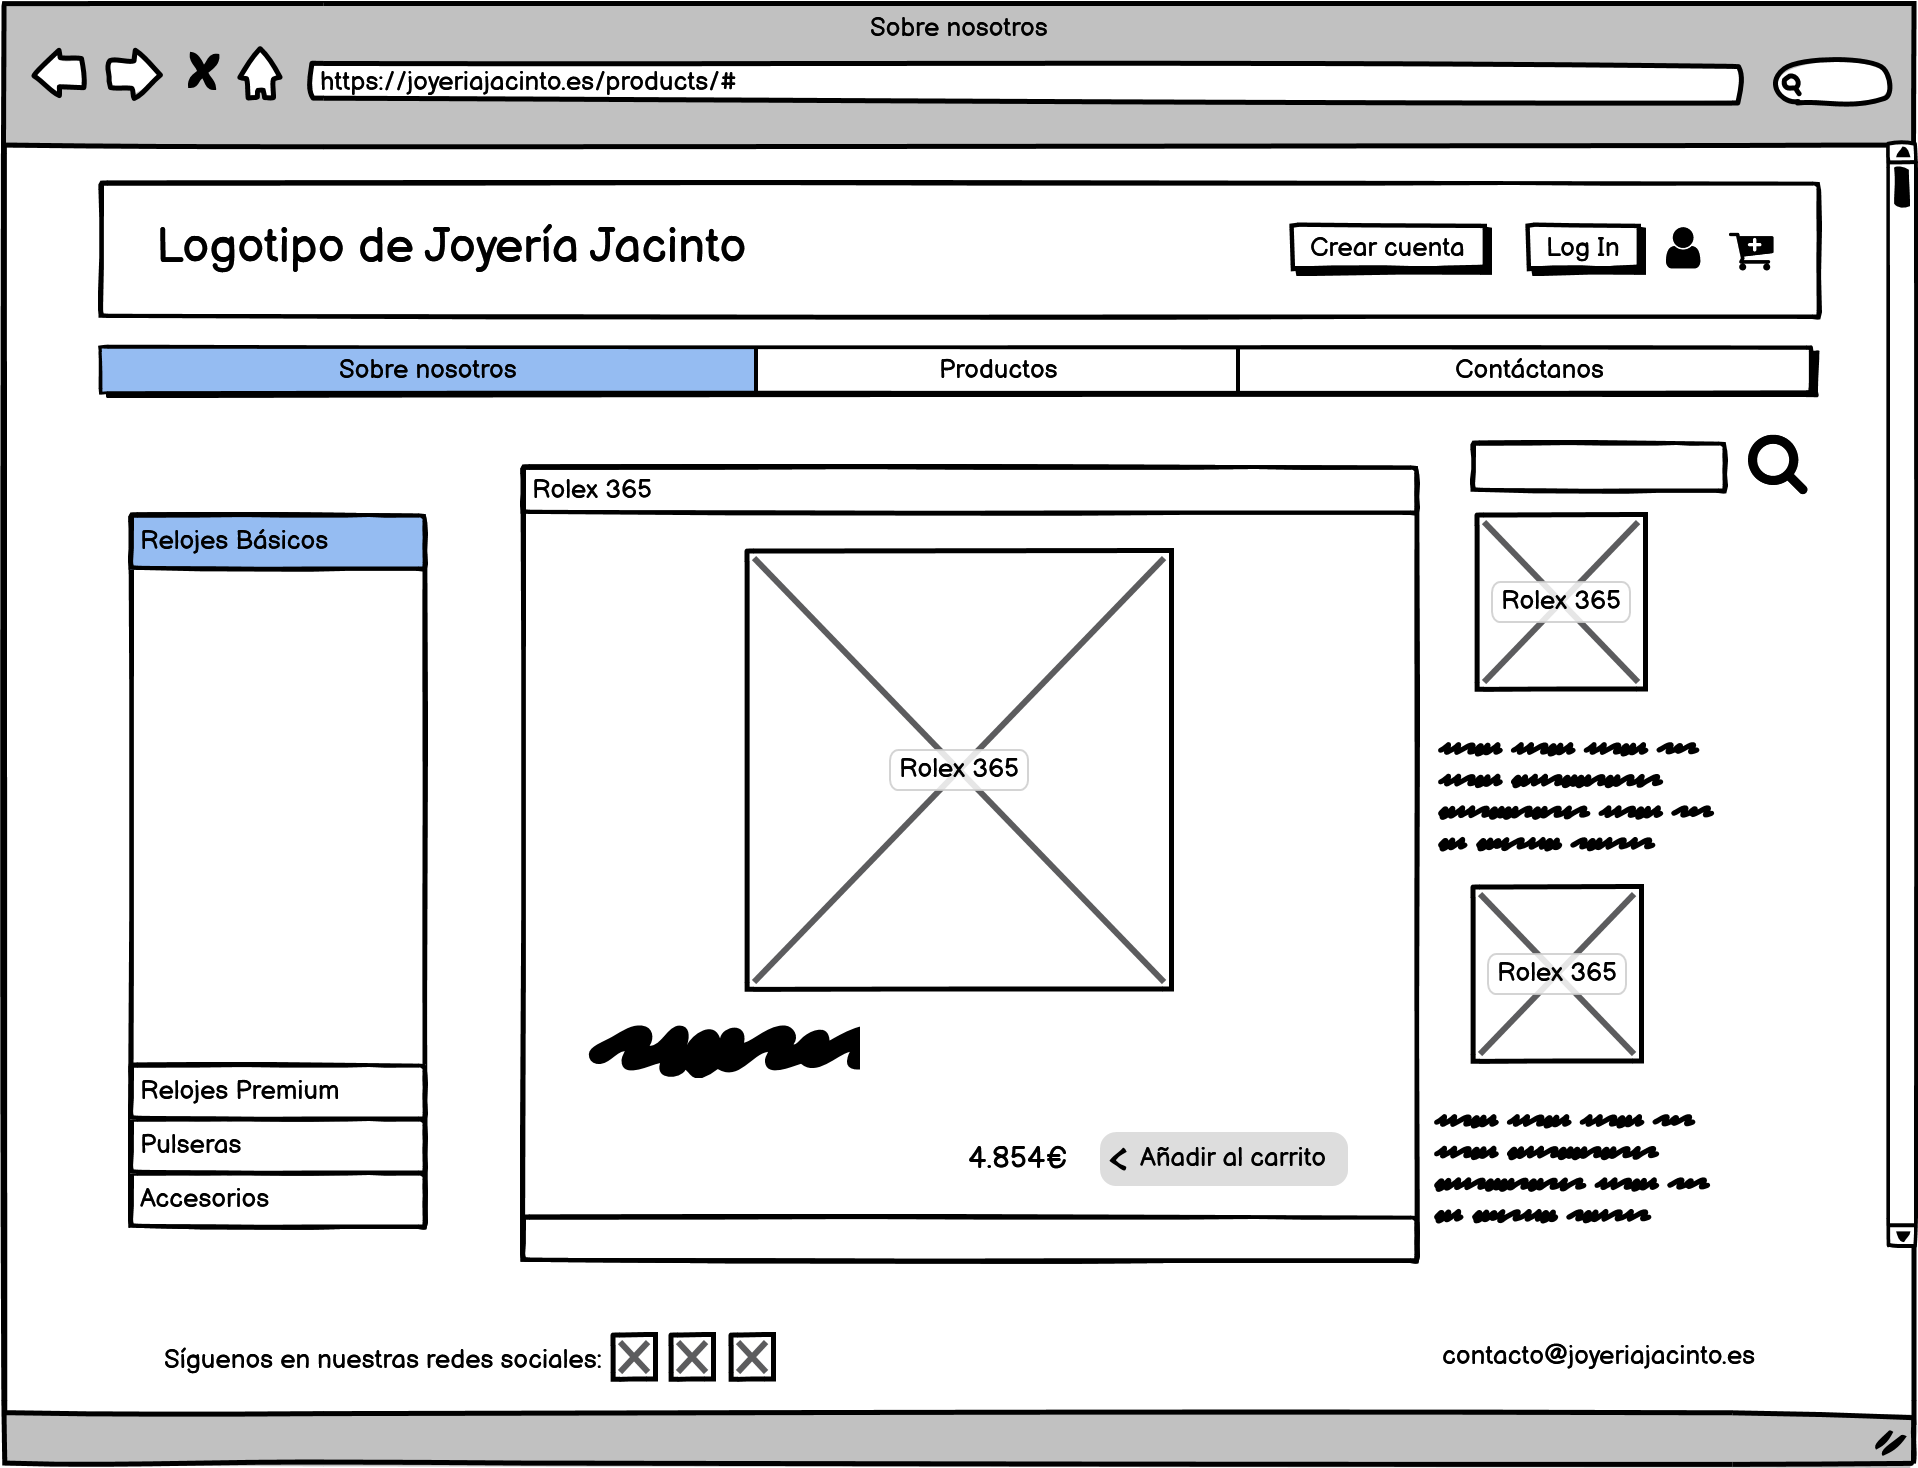 Sobre nosotros
https://joyeriajacinto.es/products/#
Logotipo de Joyería Jacinto
Crear cuenta
Log In
Sobre nosotros
Productos
Contáctanos
Rolex 365
Relojes Básicos
Rolex 365
Rolex 365
Rolex 365
Relojes Premium
Pulseras
Accesorios
4.854€
Añadir al carrito
Síguenos en nuestras redes sociales:
contacto@joyeriajacinto.es